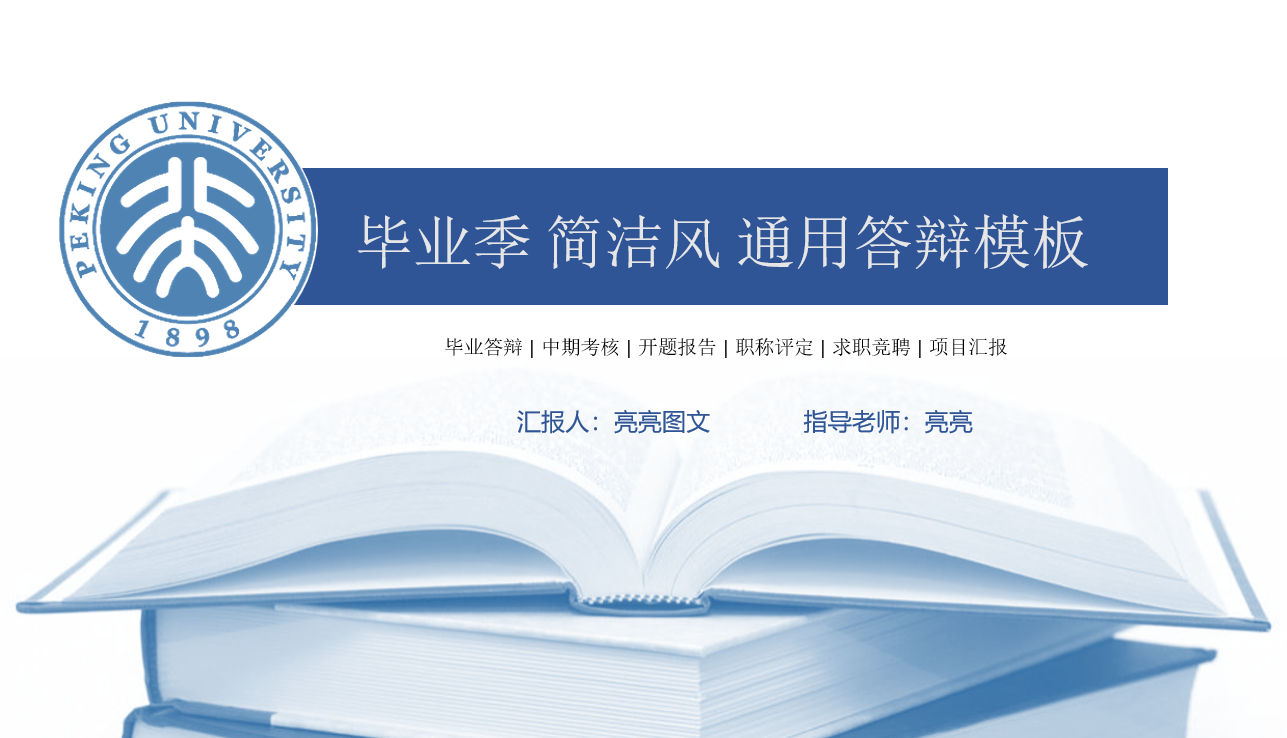 PEKING UNIVERSITY
1898
毕业季 简洁风 通用答辩模板
毕业答辩 | 中期考核 | 开题报告 | 职称评定 | 求职竞聘 | 项目汇报
汇报人：亮亮图文 指导老师：亮亮